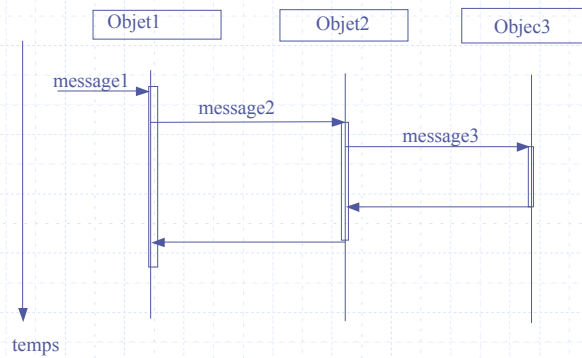 Objet1
Objet2
Objec3
message1
message2
message3
temps